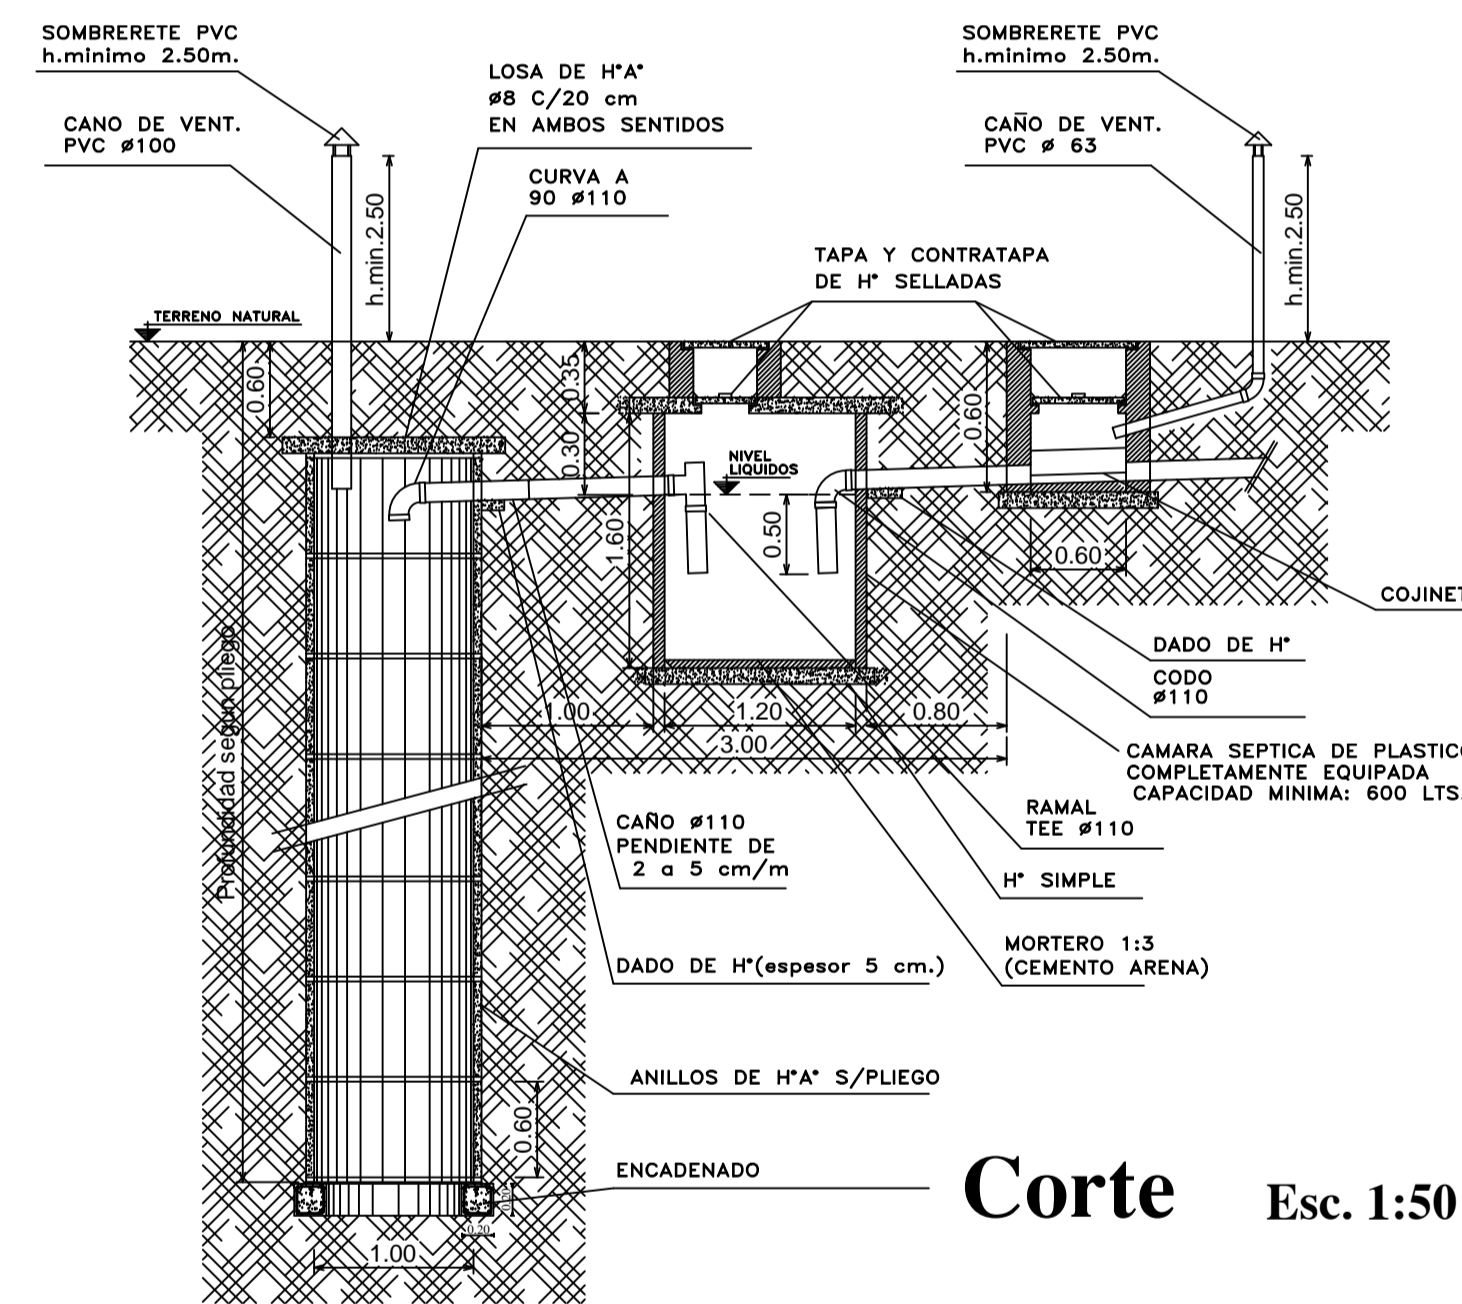 SOMBRERETE PVC
h.minimo 2.50m.
CANO DE VENT.
PVC ø100
LOSA DE H°A°
ø8 C/20 cm
EN AMBOS SENTIDOS
CURVA A
90 ø110
SOMBRERETE PVC
h.minimo 2.50m.
CAÑO DE VENT.
PVC ø 63
TAPA Y CONTRATAPA
DE H° SELLADAS
h.min.2.50
h.min.2.50
TERRENO NATURAL
0.60
0.35
0.30
0.60
NIVEL
LIQUIDOS
1.60
0.50
0.60
COJINET
DADO DE H°
CODO
ø110
1.00
1.20
0.80
3.00
CAMARA SEPTICA DE PLASTICO
COMPLETAMENTE EQUIPADA
CAPACIDAD MINIMA: 600 LTS.
Profundidad segun pliego
RAMAL
TEE ø110
CAÑO ø110
PENDIENTE DE
2 a 5 cm/m
H° SIMPLE
MORTERO 1:3
(CEMENTO ARENA)
DADO DE H°(espesor 5 cm.)
ANILLOS DE H°A° S/PLIEGO
0.60
ENCADENADO
0.20
0.20
1.00
Corte
Esc. 1:50